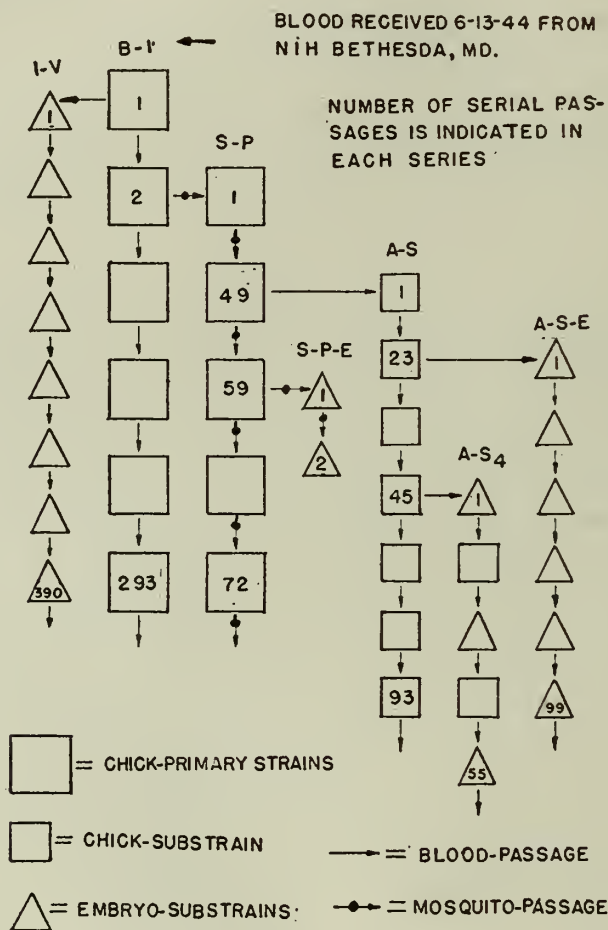 BLOOD RECEIVED 6-13-44 FROM
NIH BETHESDA, MD.
NUMBER OF SERIAL PAS-
SAGES IS INDICATED IN
EACH SERIES
I-V
B-I
S-P
A-S
A-S-E
S-P-E
A-S4
1
1
2
1
49
1
59
1
23
1
2
45
1
390
293
72
93
99
55
= CHICK-PRIMARY STRAINS
= CHICK-SUBSTRAIN
= BLOOD-PASSAGE
= EMBRYO-SUBSTRAINS
= MOSQUITO-PASSAGE